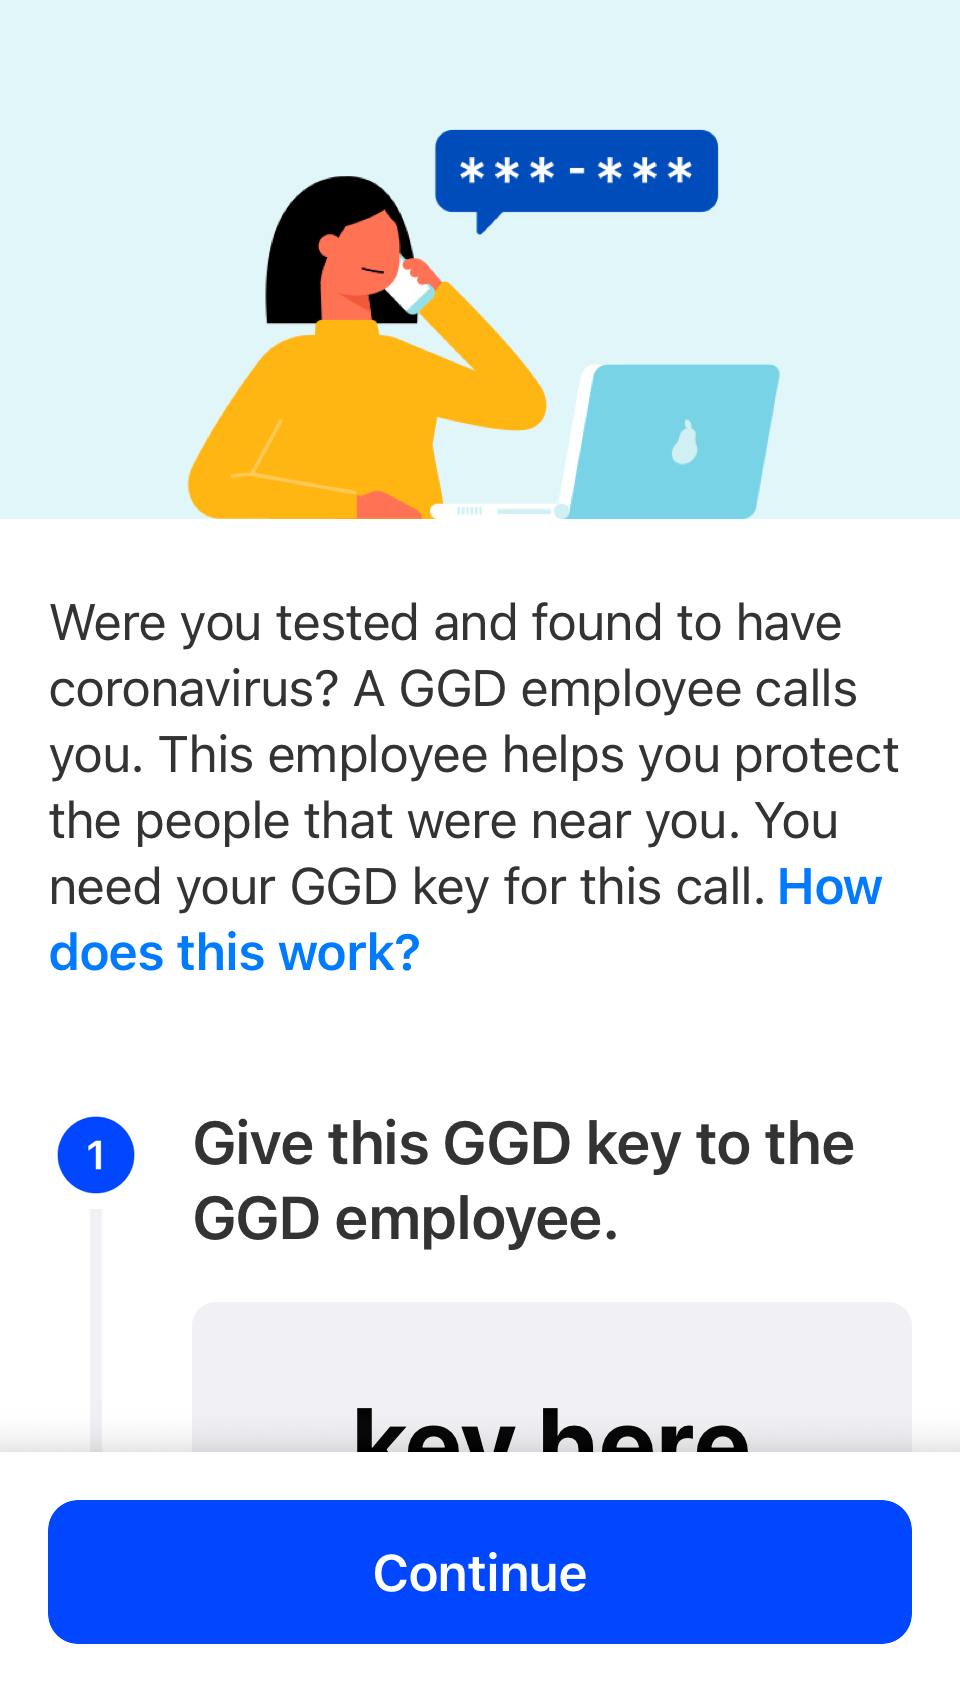 ***-***
Were you tested and found to have
coronavirus? A GGD employee calls
you. This employee helps you protect
the people that were near you. You
need your GGD key for this call. How
does this work?
1
Give this GGD key to the
GGD employee.
key here
Continue